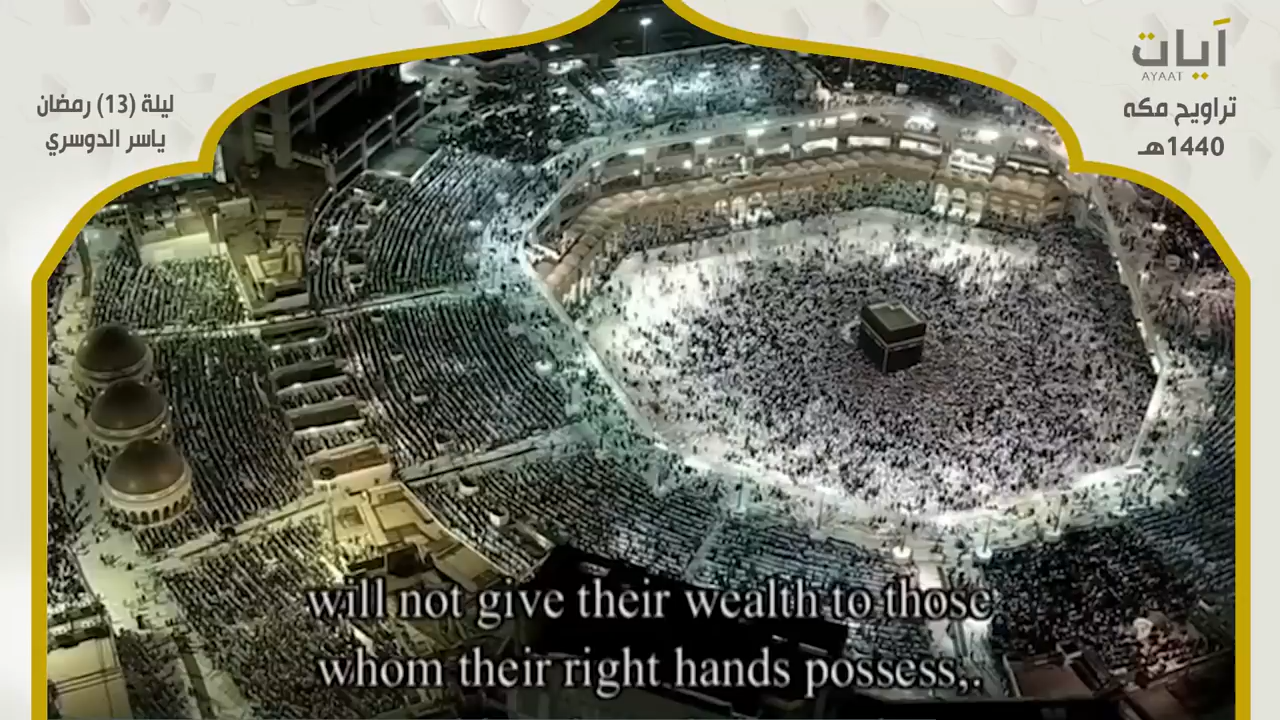 آيات
AYAAT
تراويح مكه
1440هـ
ليلة (13) رمضان
ياسر الدوسري
will not give their wealth to those
whom their right hands possess,.